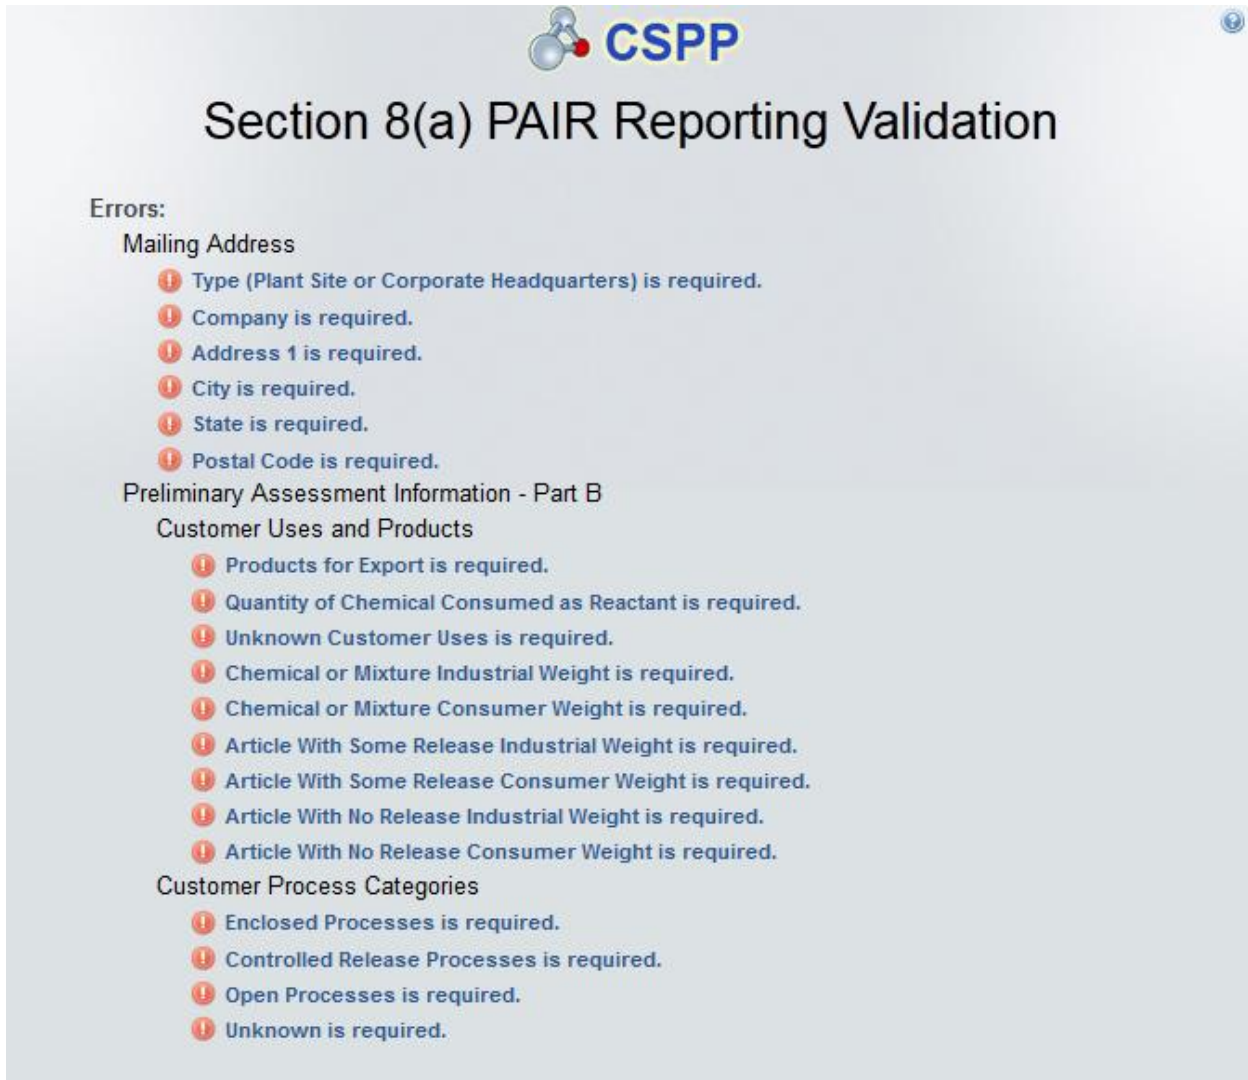 CSPP
Section 8(a) PAIR Reporting Validation
Errors:
Mailing Address
Type (Plant Site or Corporate Headquarters) is required.
Company is required.
Address 1 is required.
City is required.
State is required.
Postal Code is required.
Preliminary Assessment Information - Part B
Customer Uses and Products
Products for Export is required.
Quantity of Chemical Consumed as Reactant is required.
Unknown Customer Uses is required.
Chemical or Mixture Industrial Weight is required.
Chemical or Mixture Consumer Weight is required.
Article With Some Release Industrial Weight is required.
Article With Some Release Consumer Weight is required.
Article With No Release Industrial Weight is required.
Article With No Release Consumer Weight is required.
Customer Process Categories
Enclosed Processes is required.
Controlled Release Processes is required.
Open Processes is required.
Unknown is required.